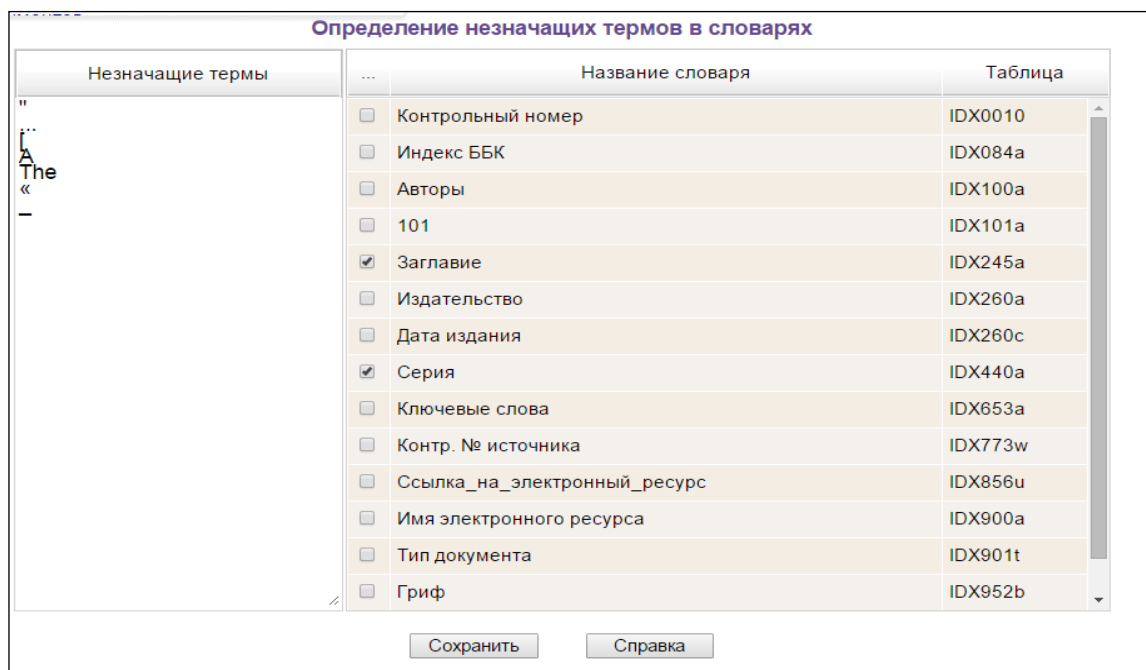 Определение незначащих термов в словарях
Незначащие термы
... Название словаря Таблица
"
...
[
A
The
«
_
Контрольный номер IDX0010
Индекс ББК IDX084a
Авторы IDX100a
101 IDX101a
Заглавие IDX245a
Издательство IDX260a
Дата издания IDX260c
Серия IDX440a
Ключевые слова IDX653a
Контр. № источника IDX773w
Ссылка_на_электронный_ресурс IDX856u
Имя электронного ресурса IDX900a
Тип документа IDX901t
Гриф IDX952b
Сохранить Справка